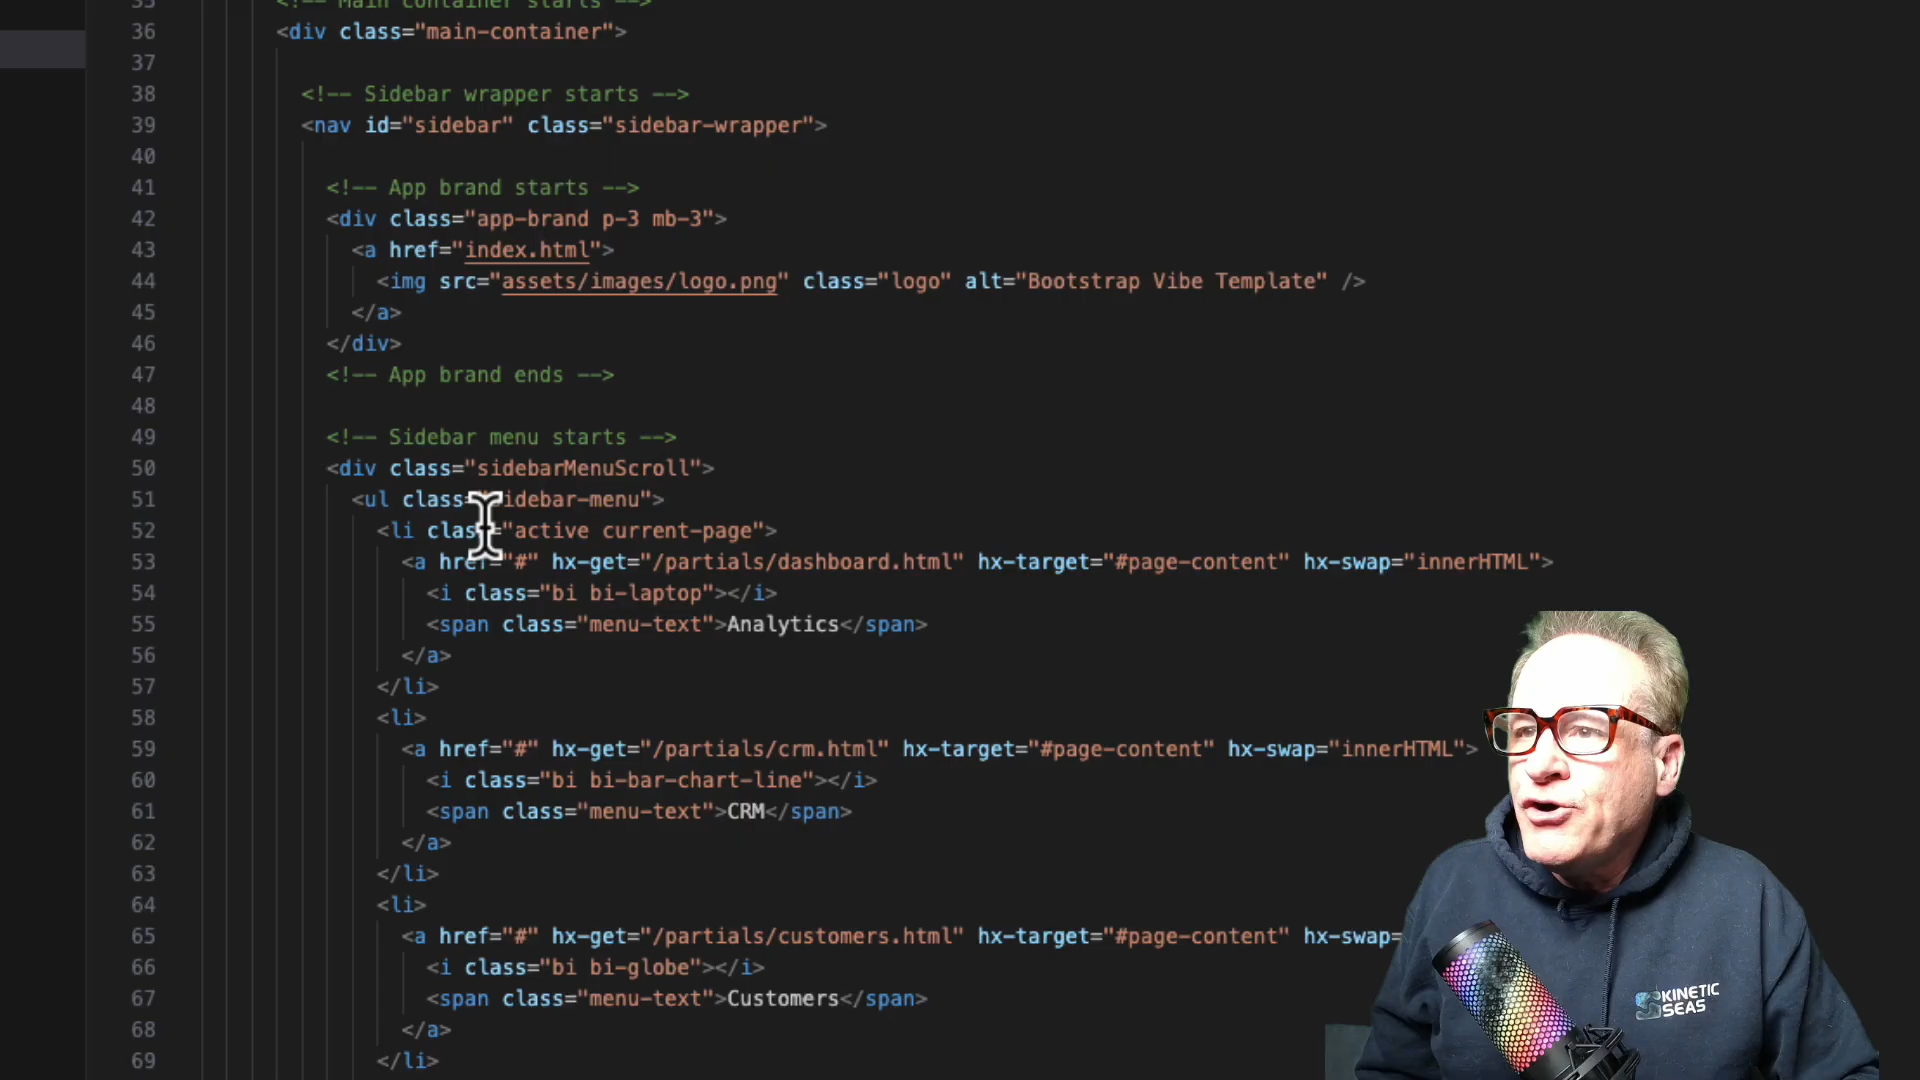 35 <!-- Main container starts -->
36 <div class="main-container">
37
38 <!-- Sidebar wrapper starts -->
39 <nav id="sidebar" class="sidebar-wrapper">
40
41 <!-- App brand starts -->
42 <div class="app-brand p-3 mb-3">
43 <a href="index.html">
44 <img src="assets/images/logo.png" class="logo" alt="Bootstrap Vibe Template" />
45 </a>
46 </div>
47 <!-- App brand ends -->
48
49 <!-- Sidebar menu starts -->
50 <div class="sidebarMenuScroll">
51 <ul class="sidebar-menu">
52 <li class="active current-page">
53 <a href="#" hx-get="/partials/dashboard.html" hx-target="#page-content" hx-swap="innerHTML">
54 <i class="bi bi-laptop"></i>
55 <span class="menu-text">Analytics</span>
56 </a>
57 </li>
58 <li>
59 <a href="#" hx-get="/partials/crm.html" hx-target="#page-content" hx-swap="innerHTML">
60 <i class="bi bi-bar-chart-line"></i>
61 <span class="menu-text">CRM</span>
62 </a>
63 </li>
64 <li>
65 <a href="#" hx-get="/partials/customers.html" hx-target="#page-content" hx-swap=
66 <i class="bi bi-globe"></i>
67 <span class="menu-text">Customers</span>
68 </a>
69 </li>
KINETIC
SEAS